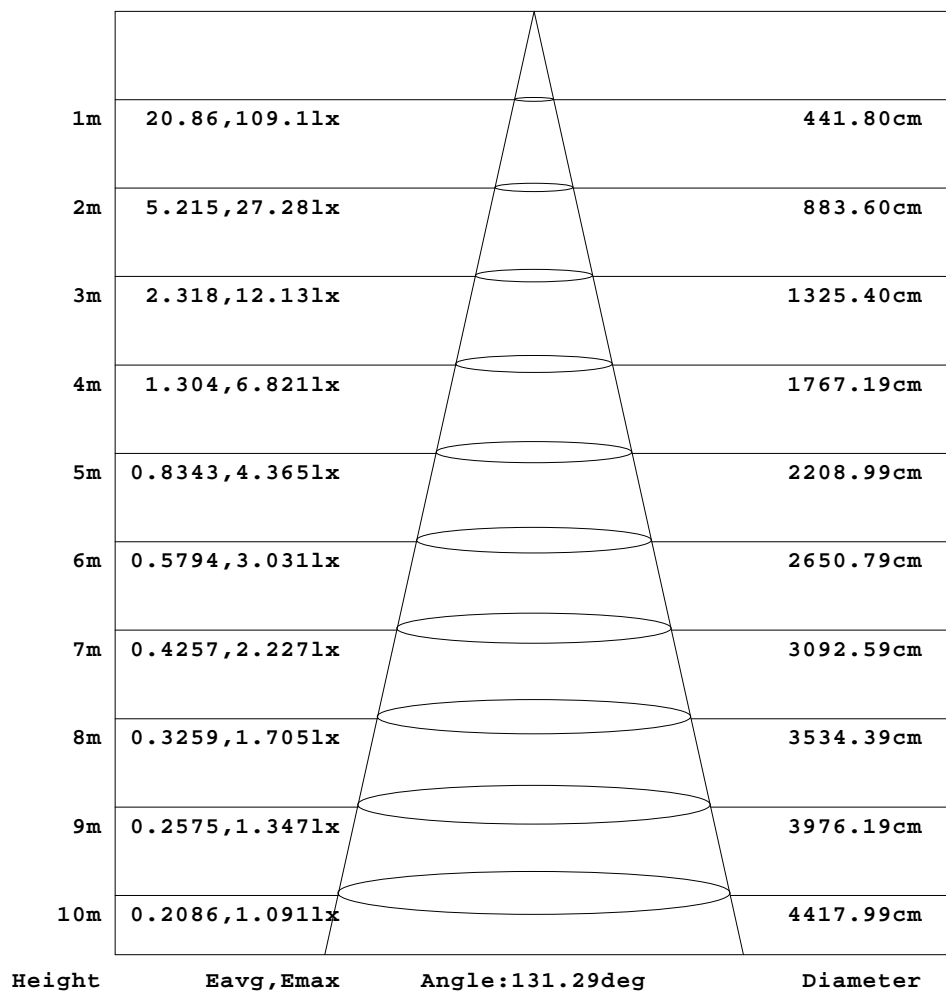 1m 20.86,109.1lx 441.80cm
2m 5.215,27.28lx 883.60cm
3m 2.318,12.13lx 1325.40cm
4m 1.304,6.821lx 1767.19cm
5m 0.8343,4.365lx 2208.99cm
6m 0.5794,3.031lx 2650.79cm
7m 0.4257,2.227lx 3092.59cm
8m 0.3259,1.705lx 3534.39cm
9m 0.2575,1.347lx 3976.19cm
10m 0.2086,1.091lx 4417.99cm
Height Eavg,Emax Angle:131.29deg Diameter